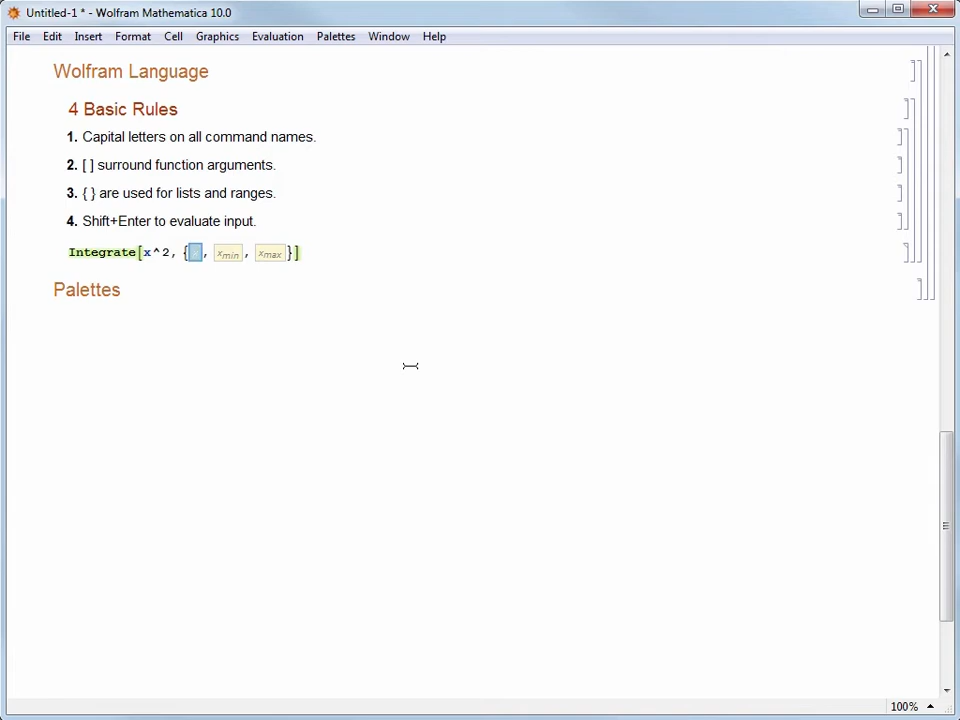 Untitled-1 * - Wolfram Mathematica 10.0
File Edit Insert Format Cell Graphics Evaluation Palettes Window Help
Wolfram Language
4 Basic Rules
1. Capital letters on all command names.
2. [ ] surround function arguments.
3. { } are used for lists and ranges.
4. Shift+Enter to evaluate input.
Integrate[x^2, {x, xmin, xmax}]
Palettes
100%